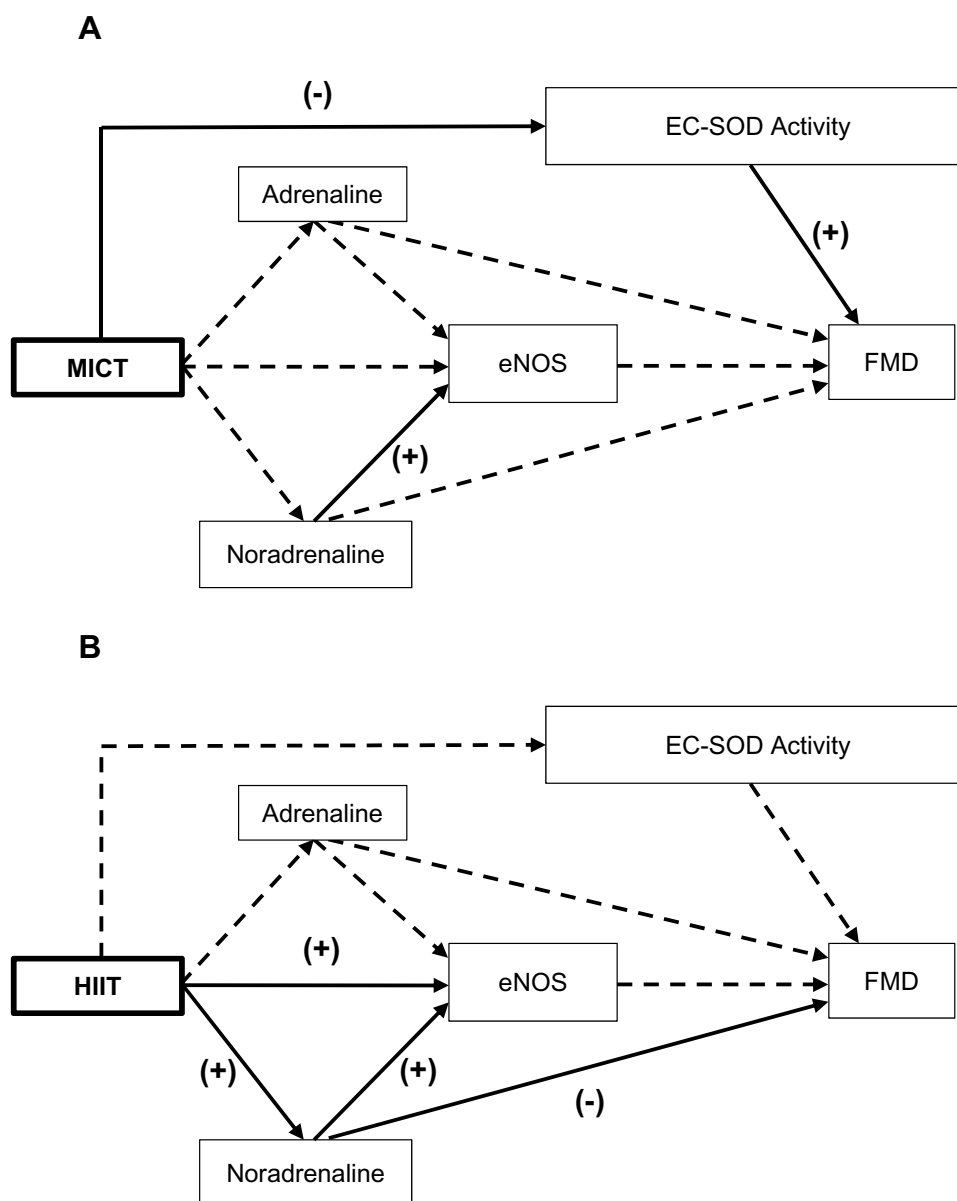 A
(-)
EC-SOD Activity
Adrenaline
(+)
MICT
eNOS
FMD
(+)
Noradrenaline
B
EC-SOD Activity
Adrenaline
(+)
HIIT
eNOS
FMD
(+)
(+)
(-)
Noradrenaline